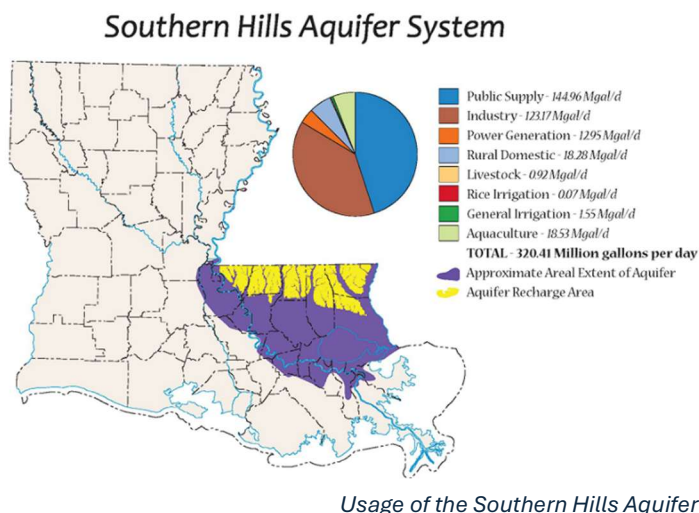 Southern Hills Aquifer System
Public Supply - 144.96 Mgal/d
Industry - 123.17 Mgal/d
Power Generation - 12.95 Mgal/d
Rural Domestic - 18.28 Mgal/d
Livestock - 0.92 Mgal/d
Rice Irrigation - 0.07 Mgal/d
General Irrigation - 1.55 Mgal/d
Aquaculture - 18.53 Mgal/d
TOTAL - 320.41 Million gallons per day
Approximate Areal Extent of Aquifer
Aquifer Recharge Area
Usage of the Southern Hills Aquifer